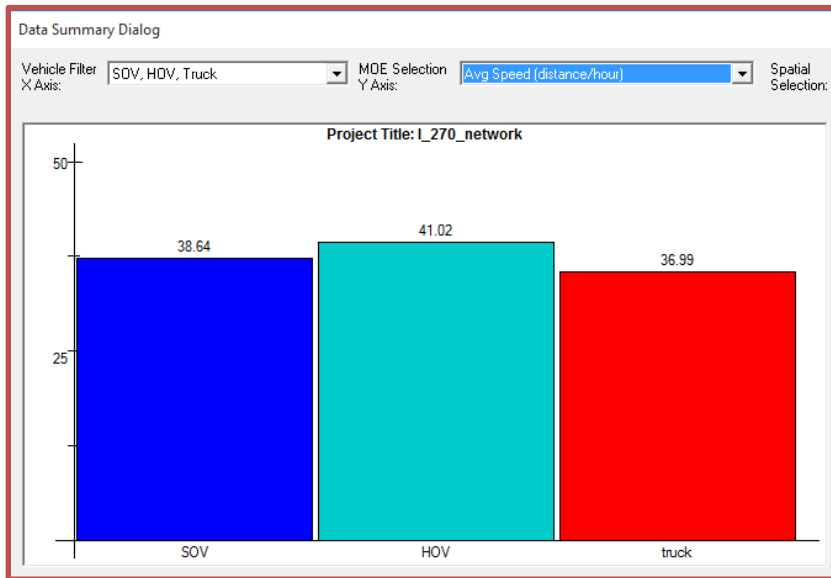 Data Summary Dialog
Vehicle Filter
X Axis:
SOV, HOV, Truck
MOE Selection
Y Axis:
Avg Speed (distance/hour)
Spatial
Selection:
Project Title: I_270_network
50
25
38.64
41.02
36.99
SOV
HOV
truck